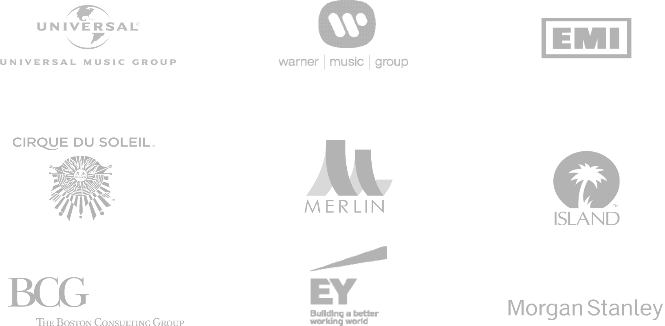 UNIVERSAL
UNIVERSAL MUSIC GROUP
warner music group
EMI
CIRQUE DU SOLEIL
MERLIN
ISLAND
BCG
THE BOSTON CONSULTING GROUP
EY
Building a better
working world
Morgan Stanley